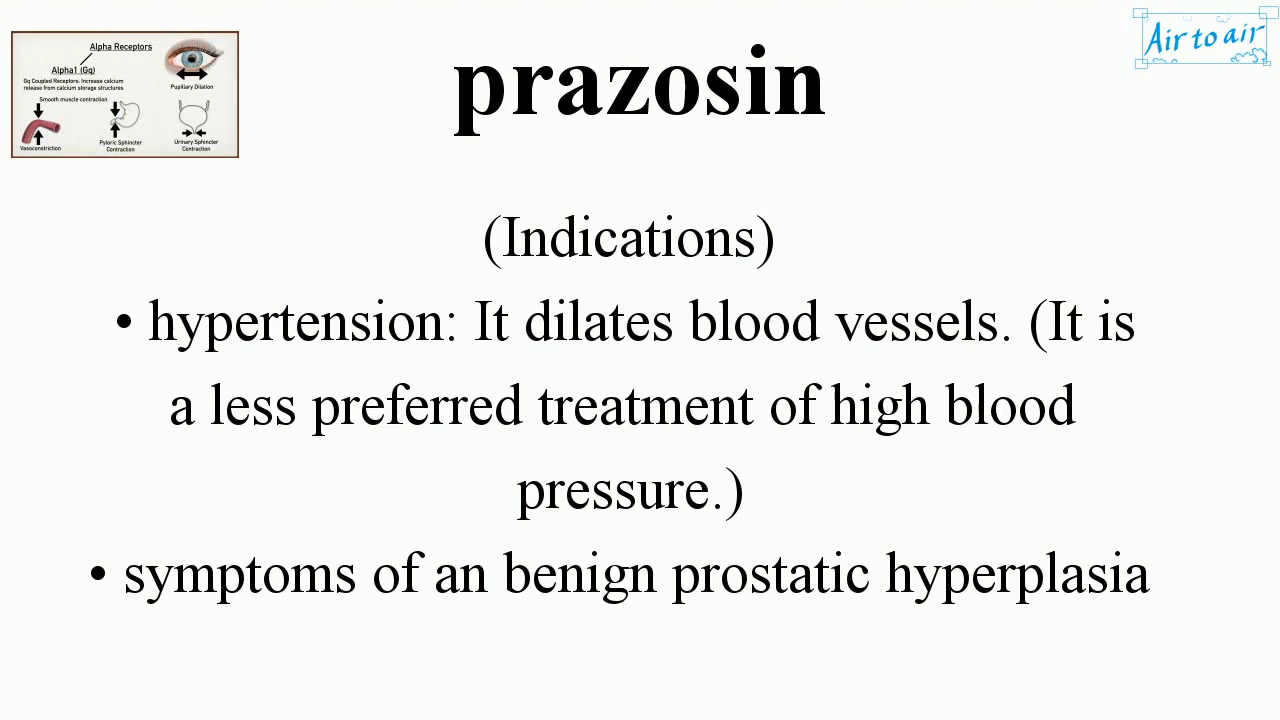 Alpha Receptors
Alpha1 (Gq)
Gq Coupled Receptors: Increase calcium
release from calcium storage structures
Smooth muscle contraction
Pupillary Dilation
Vasoconstriction
Pyloric Sphincter
Contraction
Urinary Sphincter
Contraction
Air to air
prazosin
(Indications)
• hypertension: It dilates blood vessels. (It is
a less preferred treatment of high blood
pressure.)
• symptoms of an benign prostatic hyperplasia